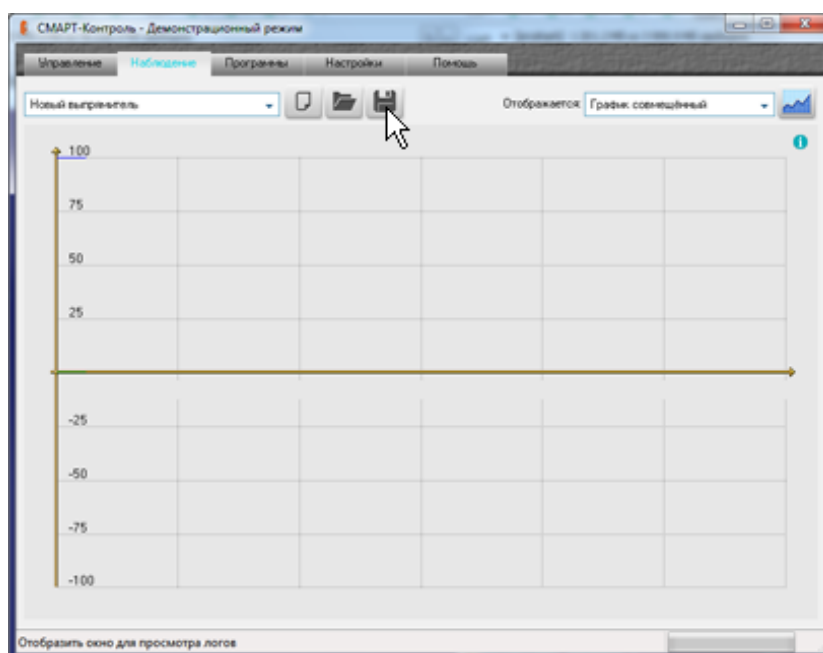 СМАРТ-Контроль - Демонстрационный режим
Управление Наблюдение Программы Настройки Помощь
Новый выпрямитель Отображается: График совмещённый
100
75
50
25
-25
-50
-75
-100
Отобразить окно для просмотра логов